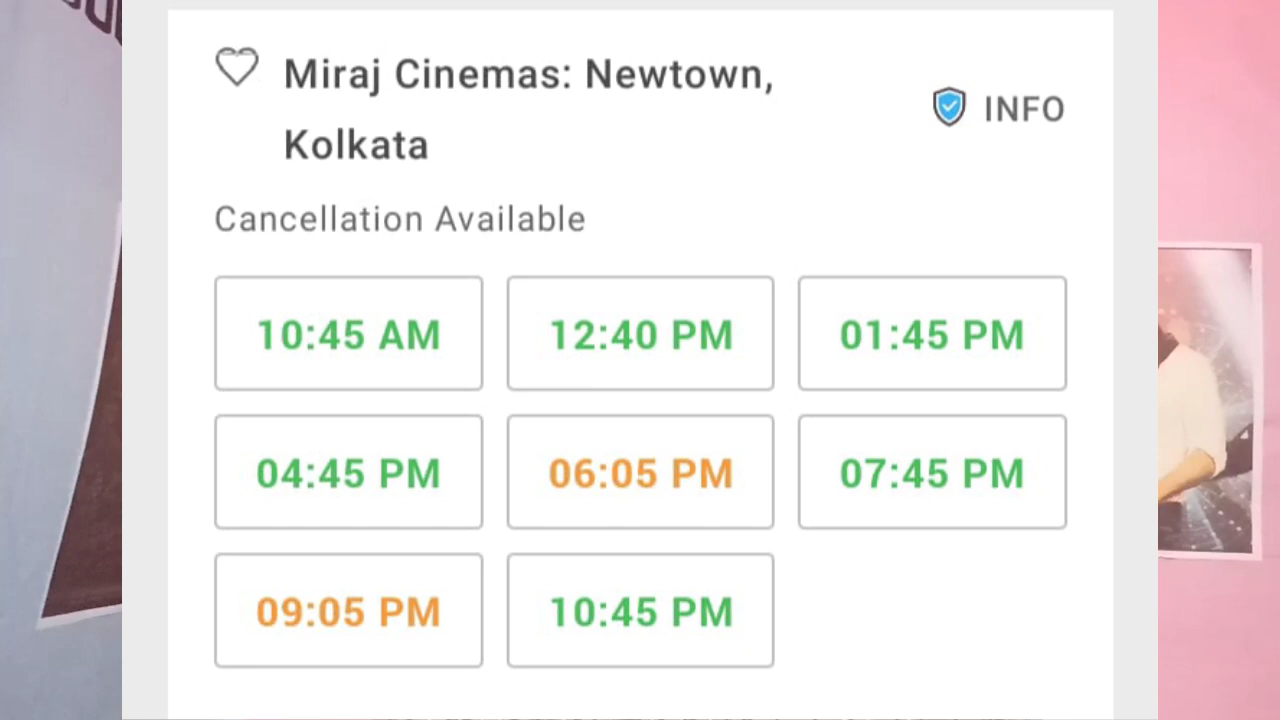 Miraj Cinemas: Newtown,
Kolkata
INFO
Cancellation Available
10:45 AM 12:40 PM 01:45 PM
04:45 PM 06:05 PM 07:45 PM
09:05 PM 10:45 PM